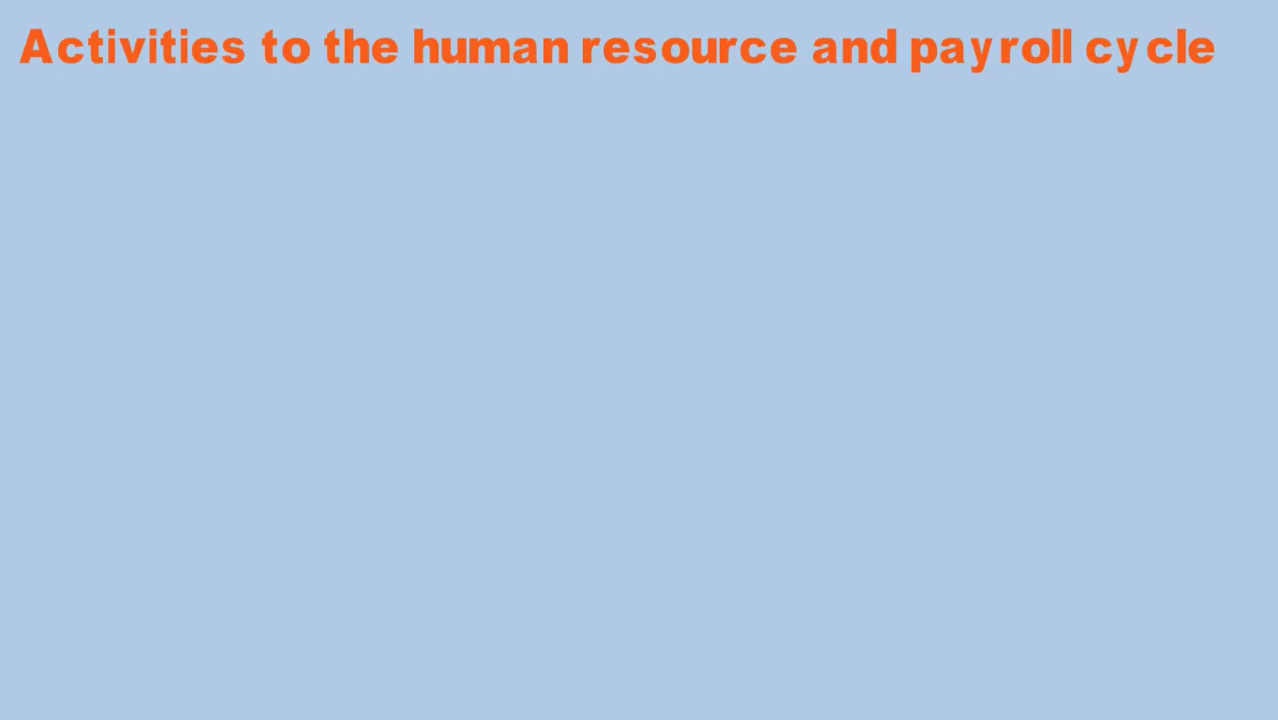 Activities to the human resource and payroll cycle